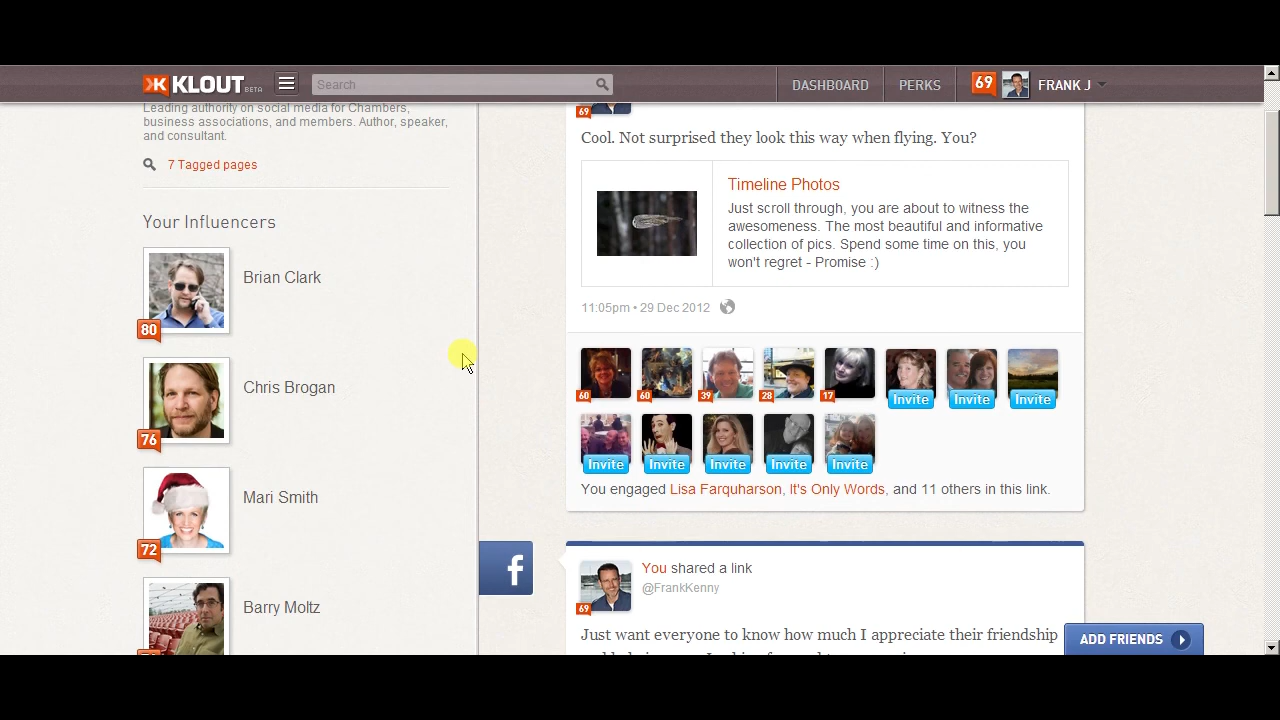 KLOUT BETA
Search
DASHBOARD
PERKS
69
FRANK J
Leading authority on social media for Chambers,
business associations, and members. Author, speaker,
and consultant.
7 Tagged pages
Your Influencers
80
Brian Clark
76
Chris Brogan
72
Mari Smith
Barry Moltz
69
Cool. Not surprised they look this way when flying. You?
Timeline Photos
Just scroll through, you are about to witness the
awesomeness. The most beautiful and informative
collection of pics. Spend some time on this, you
won't regret - Promise :)
11:05pm • 29 Dec 2012
60 60 39 28 17 Invite Invite Invite
Invite Invite Invite Invite Invite
You engaged Lisa Farquharson, It's Only Words, and 11 others in this link.
f
You shared a link
@FrankKenny
69
Just want everyone to know how much I appreciate their friendship
ADD FRIENDS